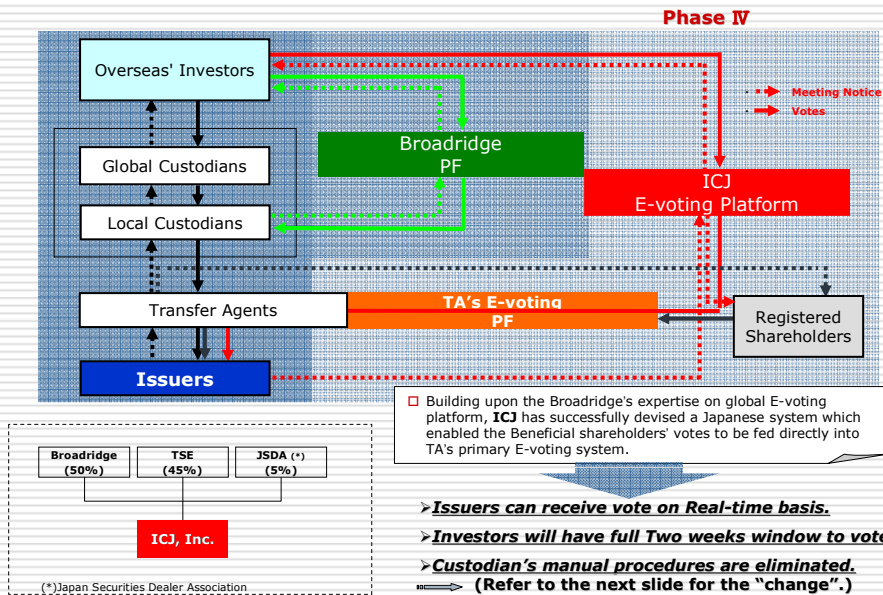 Phase Ⅳ
Overseas' Investors
Meeting Notice
Votes
Broadridge
PF
Global Custodians
ICJ
E-voting Platform
Local Custodians
Transfer Agents
TA's E-voting
PF
Registered
Shareholders
Issuers
Building upon the Broadridge's expertise on global E-voting
platform, ICJ has successfully devised a Japanese system which
enabled the Beneficial shareholders' votes to be fed directly into
TA's primary E-voting system.
Broadridge
(50%)
TSE
(45%)
JSDA (*)
(5%)
ICJ, Inc.
(*)Japan Securities Dealer Association
➢Issuers can receive vote on Real-time basis.
➢Investors will have full Two weeks window to vote
➢Custodian's manual procedures are eliminated.
(Refer to the next slide for the “change”.)